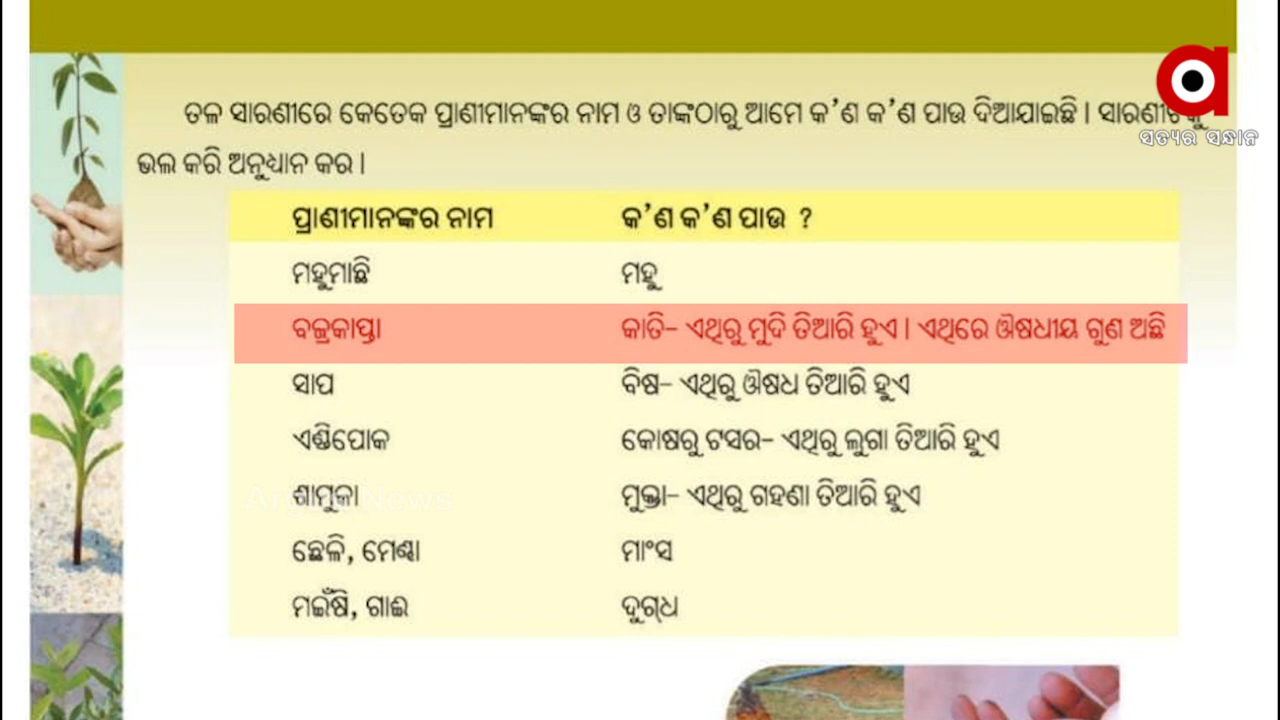 ତଳ ସାରଣୀରେ କେତେକ ପ୍ରାଣୀମାନଙ୍କର ନାମ ଓ ତାଙ୍କଠାରୁ ଆମେ କ’ଣ କ’ଣ ପାଉ ଦିଆଯାଇଛି । ସାରଣୀଟିକୁ
ସତ୍ୟର ସନ୍ଧାନ
ଭଲ କରି ଅନୁଧ୍ୟାନ କର ।
ପ୍ରାଣୀମାନଙ୍କର ନାମ କ’ଣ କ’ଣ ପାଉ ?
ମହୁମାଛି ମହୁ
ବଜ୍ରକାପ୍ତା କାତି– ଏଥିରୁ ମୁଦି ତିଆରି ହୁଏ । ଏଥିରେ ଔଷଧୀୟ ଗୁଣ ଅଛି
ସାପ ବିଷ– ଏଥିରୁ ଔଷଧ ତିଆରି ହୁଏ
ଏଣ୍ଡିପୋକ କୋଷରୁ ଟସର– ଏଥିରୁ ଲୁଗା ତିଆରି ହୁଏ
ଶାମୁକା ମୁକ୍ତା– ଏଥିରୁ ଗହଣା ତିଆରି ହୁଏ
Argus News
ଛେଳି, ମେଣ୍ଢା ମାଂସ
ମଇଁଷି, ଗାଈ ଦୁଗ୍ଧ